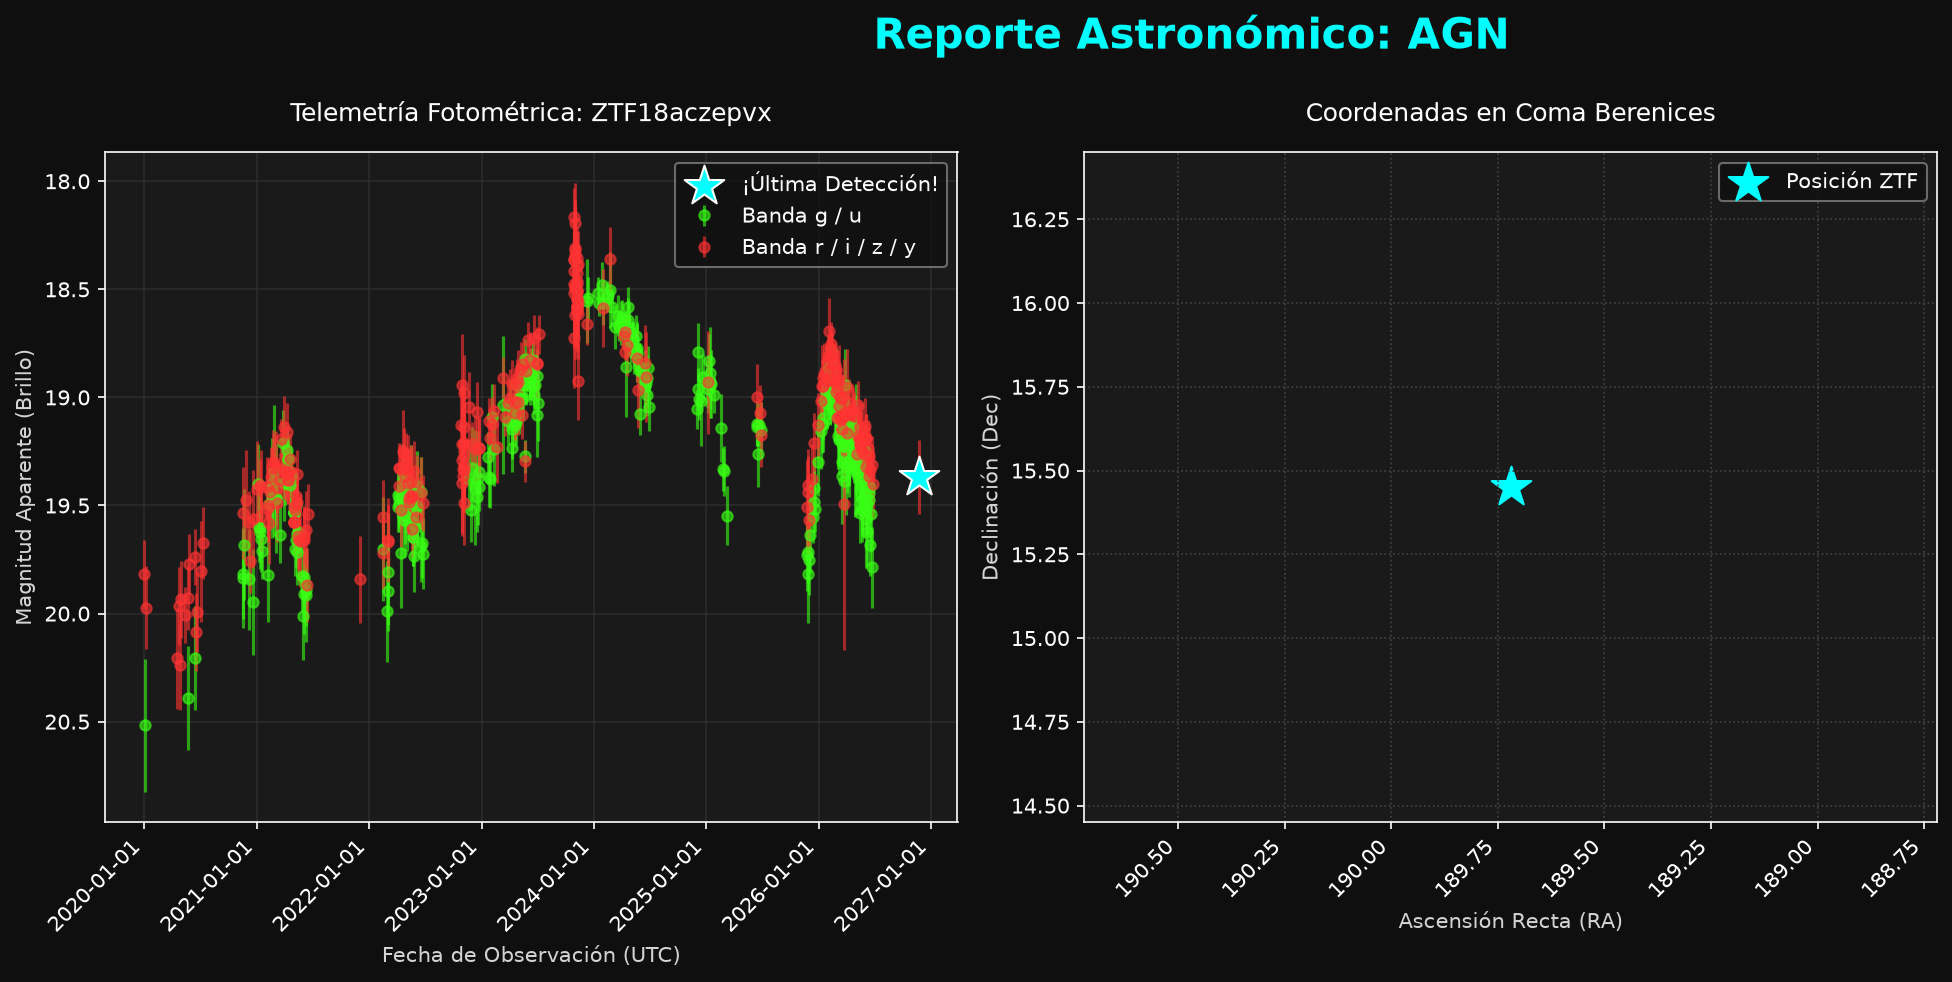 Reporte Astronómico: AGN
Telemetría Fotométrica: ZTF18aczepvx
Magnitud Aparente (Brillo)
18.0
18.5
19.0
19.5
20.0
20.5
¡Última Detección!
Banda g / u
Banda r / i / z / y
2020-01-01
2021-01-01
2022-01-01
2023-01-01
2024-01-01
2025-01-01
2026-01-01
2027-01-01
Fecha de Observación (UTC)
Coordenadas en Coma Berenices
Declinación (Dec)
16.25
16.00
15.75
15.50
15.25
15.00
14.75
14.50
Posición ZTF
190.50
190.25
190.00
189.75
189.50
189.25
189.00
188.75
Ascensión Recta (RA)